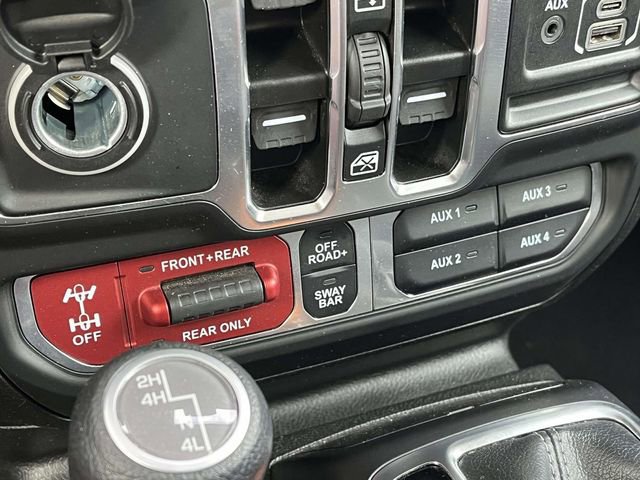 AUX
AUX 1
AUX 3
AUX 2
AUX 4
OFF
ROAD+
SWAY
BAR
FRONT+REAR
REAR ONLY
OFF
2H
4H
N
4L